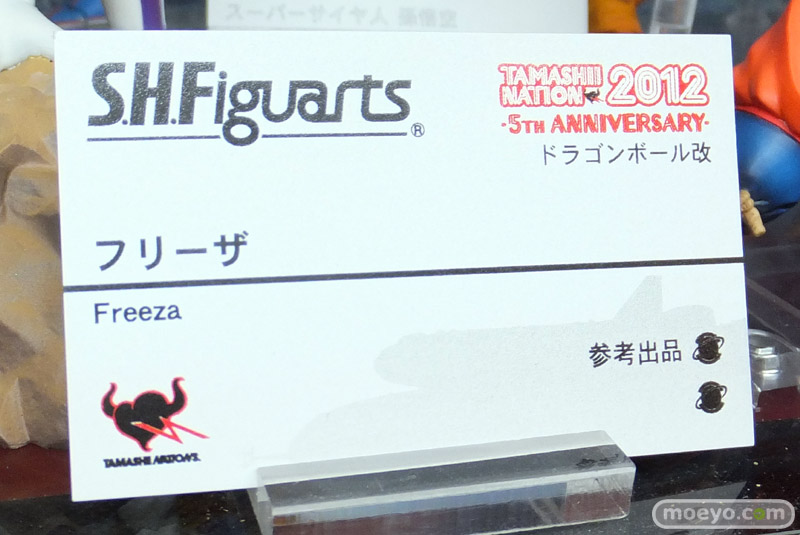 スーパーサイヤ人 孫悟空
S.H.Figuarts®
TAMASHII
NATION 2012
-5TH ANNIVERSARY-
ドラゴンボール改
フリーザ
Freeza
参考出品
TAMASHII NATIONS
moeyo.com